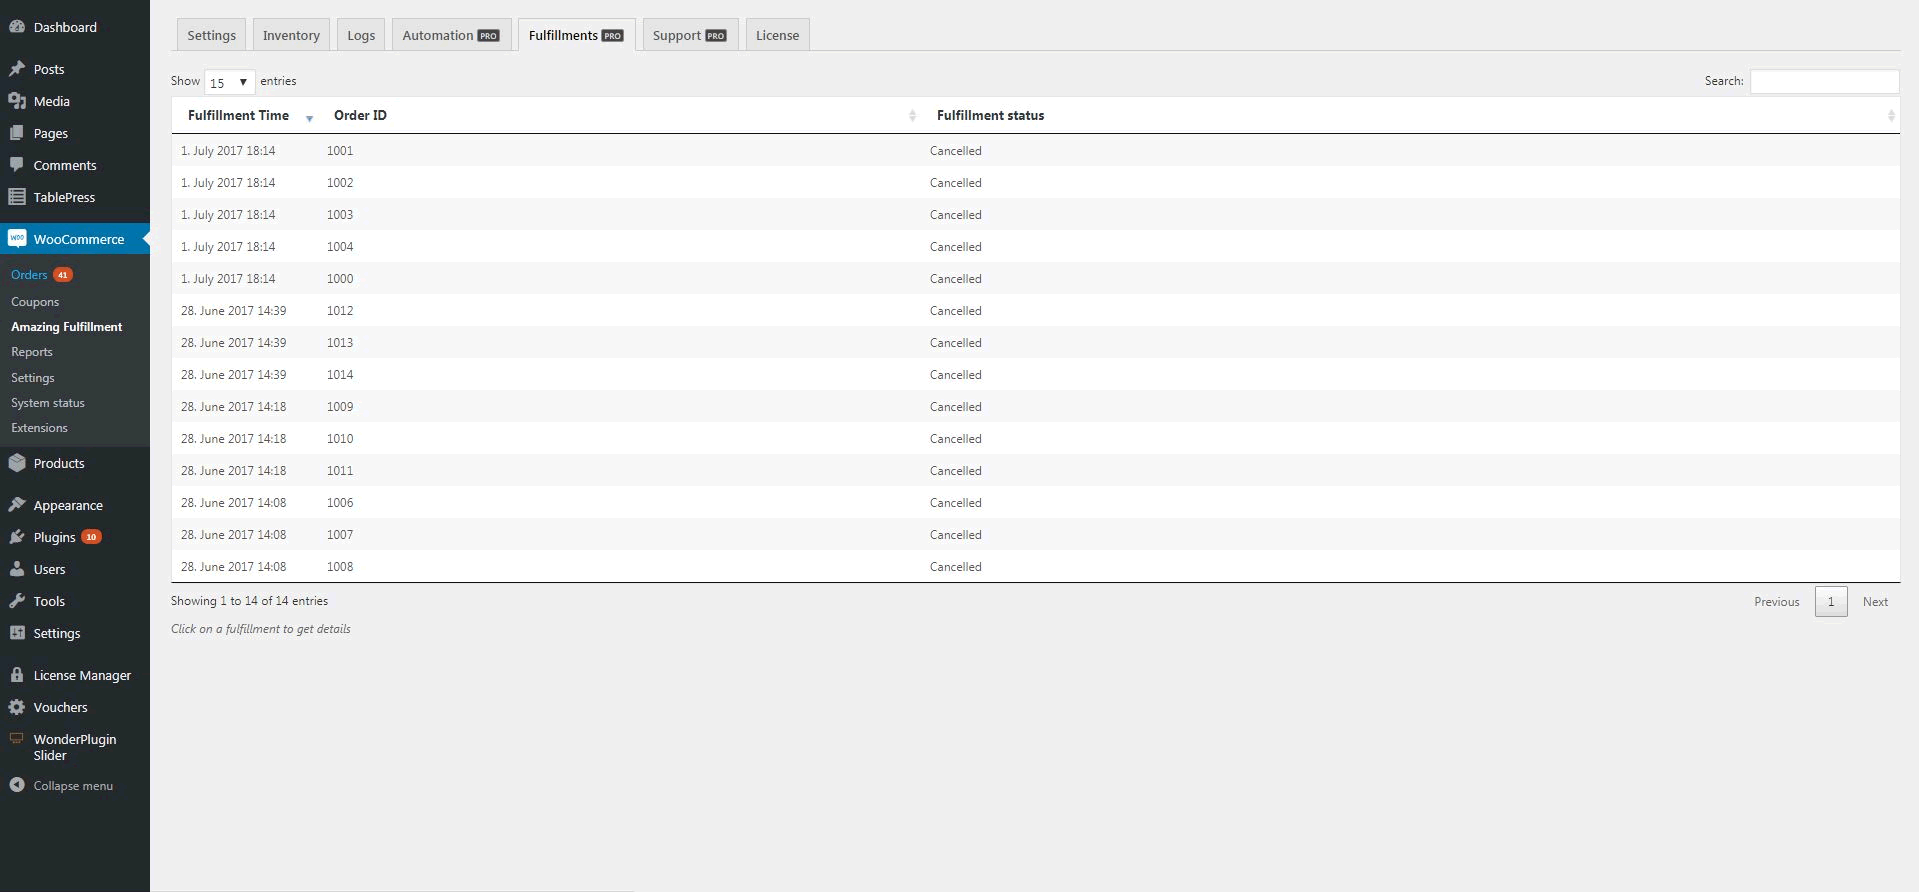 Dashboard
Posts
Media
Pages
Comments
TablePress
WOO WooCommerce
Orders 41
Coupons
Amazing Fulfillment
Reports
Settings
System status
Extensions
Products
Appearance
Plugins 10
Users
Tools
Settings
License Manager
Vouchers
WonderPlugin
Slider
Collapse menu
Settings Inventory Logs Automation PRO Fulfillments PRO Support PRO License
Show 15 entries Search:
Fulfillment Time Order ID Fulfillment status
1. July 2017 18:14 1001 Cancelled
1. July 2017 18:14 1002 Cancelled
1. July 2017 18:14 1003 Cancelled
1. July 2017 18:14 1004 Cancelled
1. July 2017 18:14 1000 Cancelled
28. June 2017 14:39 1012 Cancelled
28. June 2017 14:39 1013 Cancelled
28. June 2017 14:39 1014 Cancelled
28. June 2017 14:18 1009 Cancelled
28. June 2017 14:18 1010 Cancelled
28. June 2017 14:18 1011 Cancelled
28. June 2017 14:08 1006 Cancelled
28. June 2017 14:08 1007 Cancelled
28. June 2017 14:08 1008 Cancelled
Showing 1 to 14 of 14 entries Previous 1 Next
Click on a fulfillment to get details